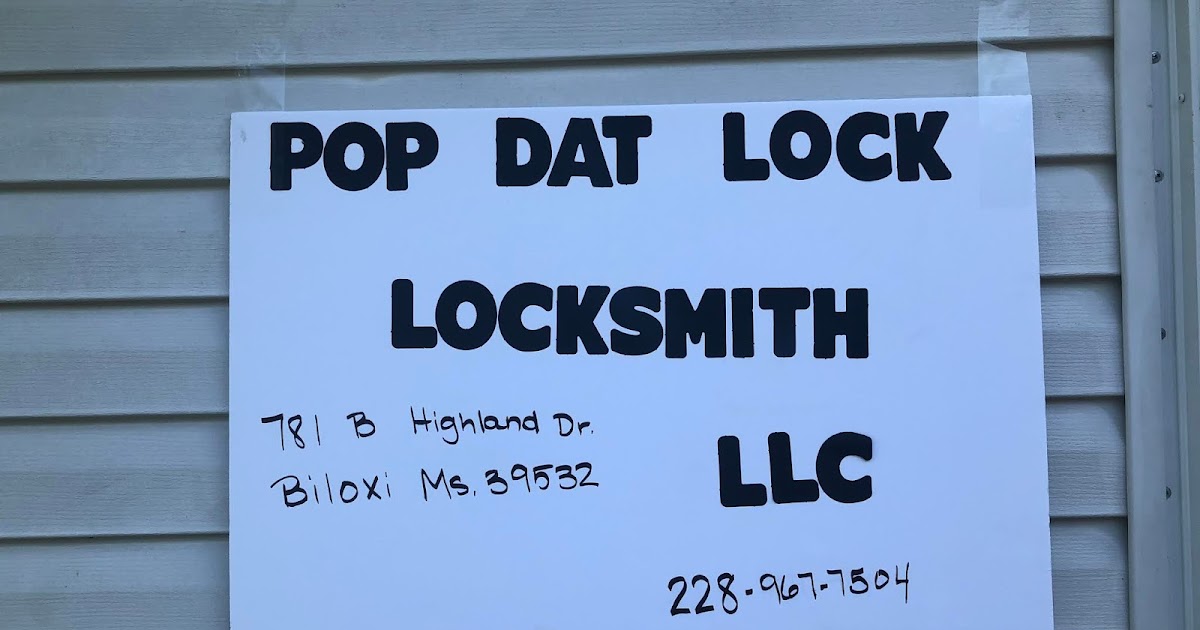 POP DAT LOCK
LOCKSMITH
781 B Highland Dr.
Biloxi Ms. 39532
LLC
228-967-7504